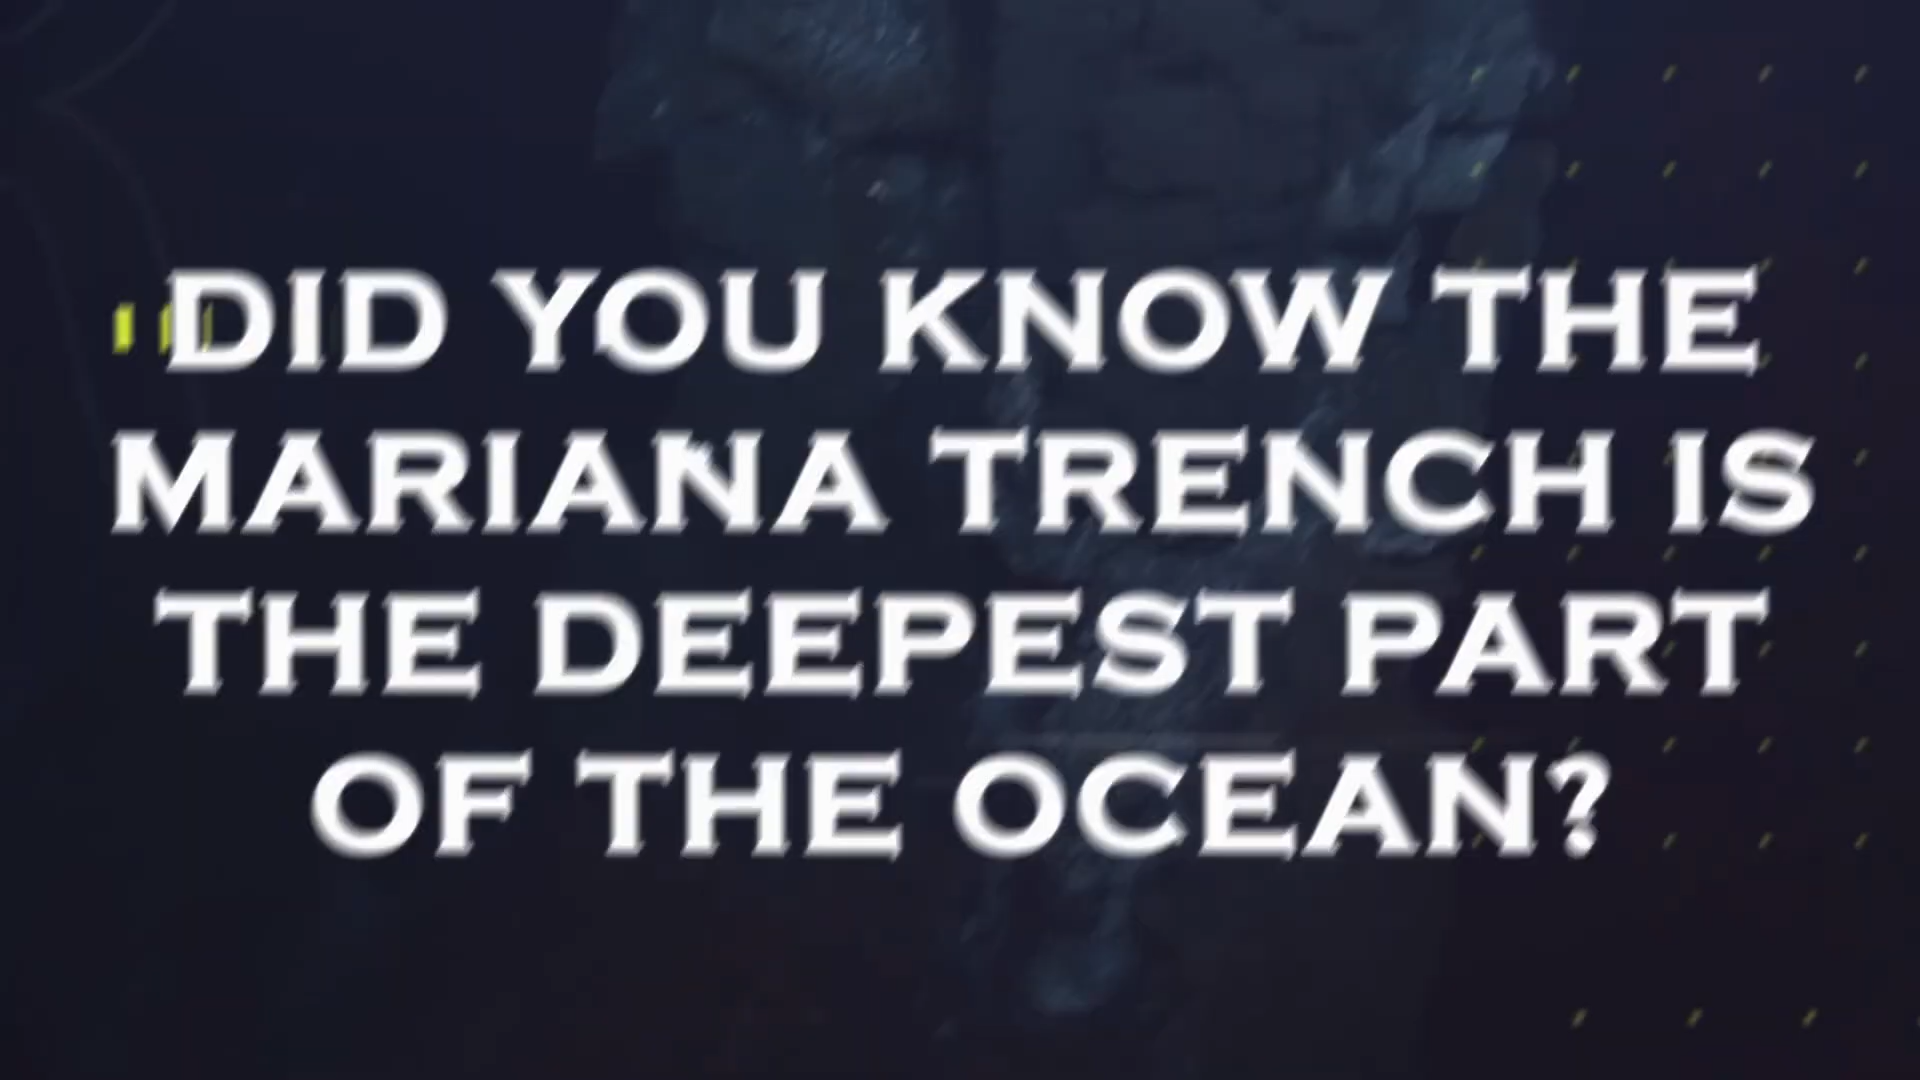 DID YOU KNOW THE
MARIANA TRENCH IS
THE DEEPEST PART
OF THE OCEAN?